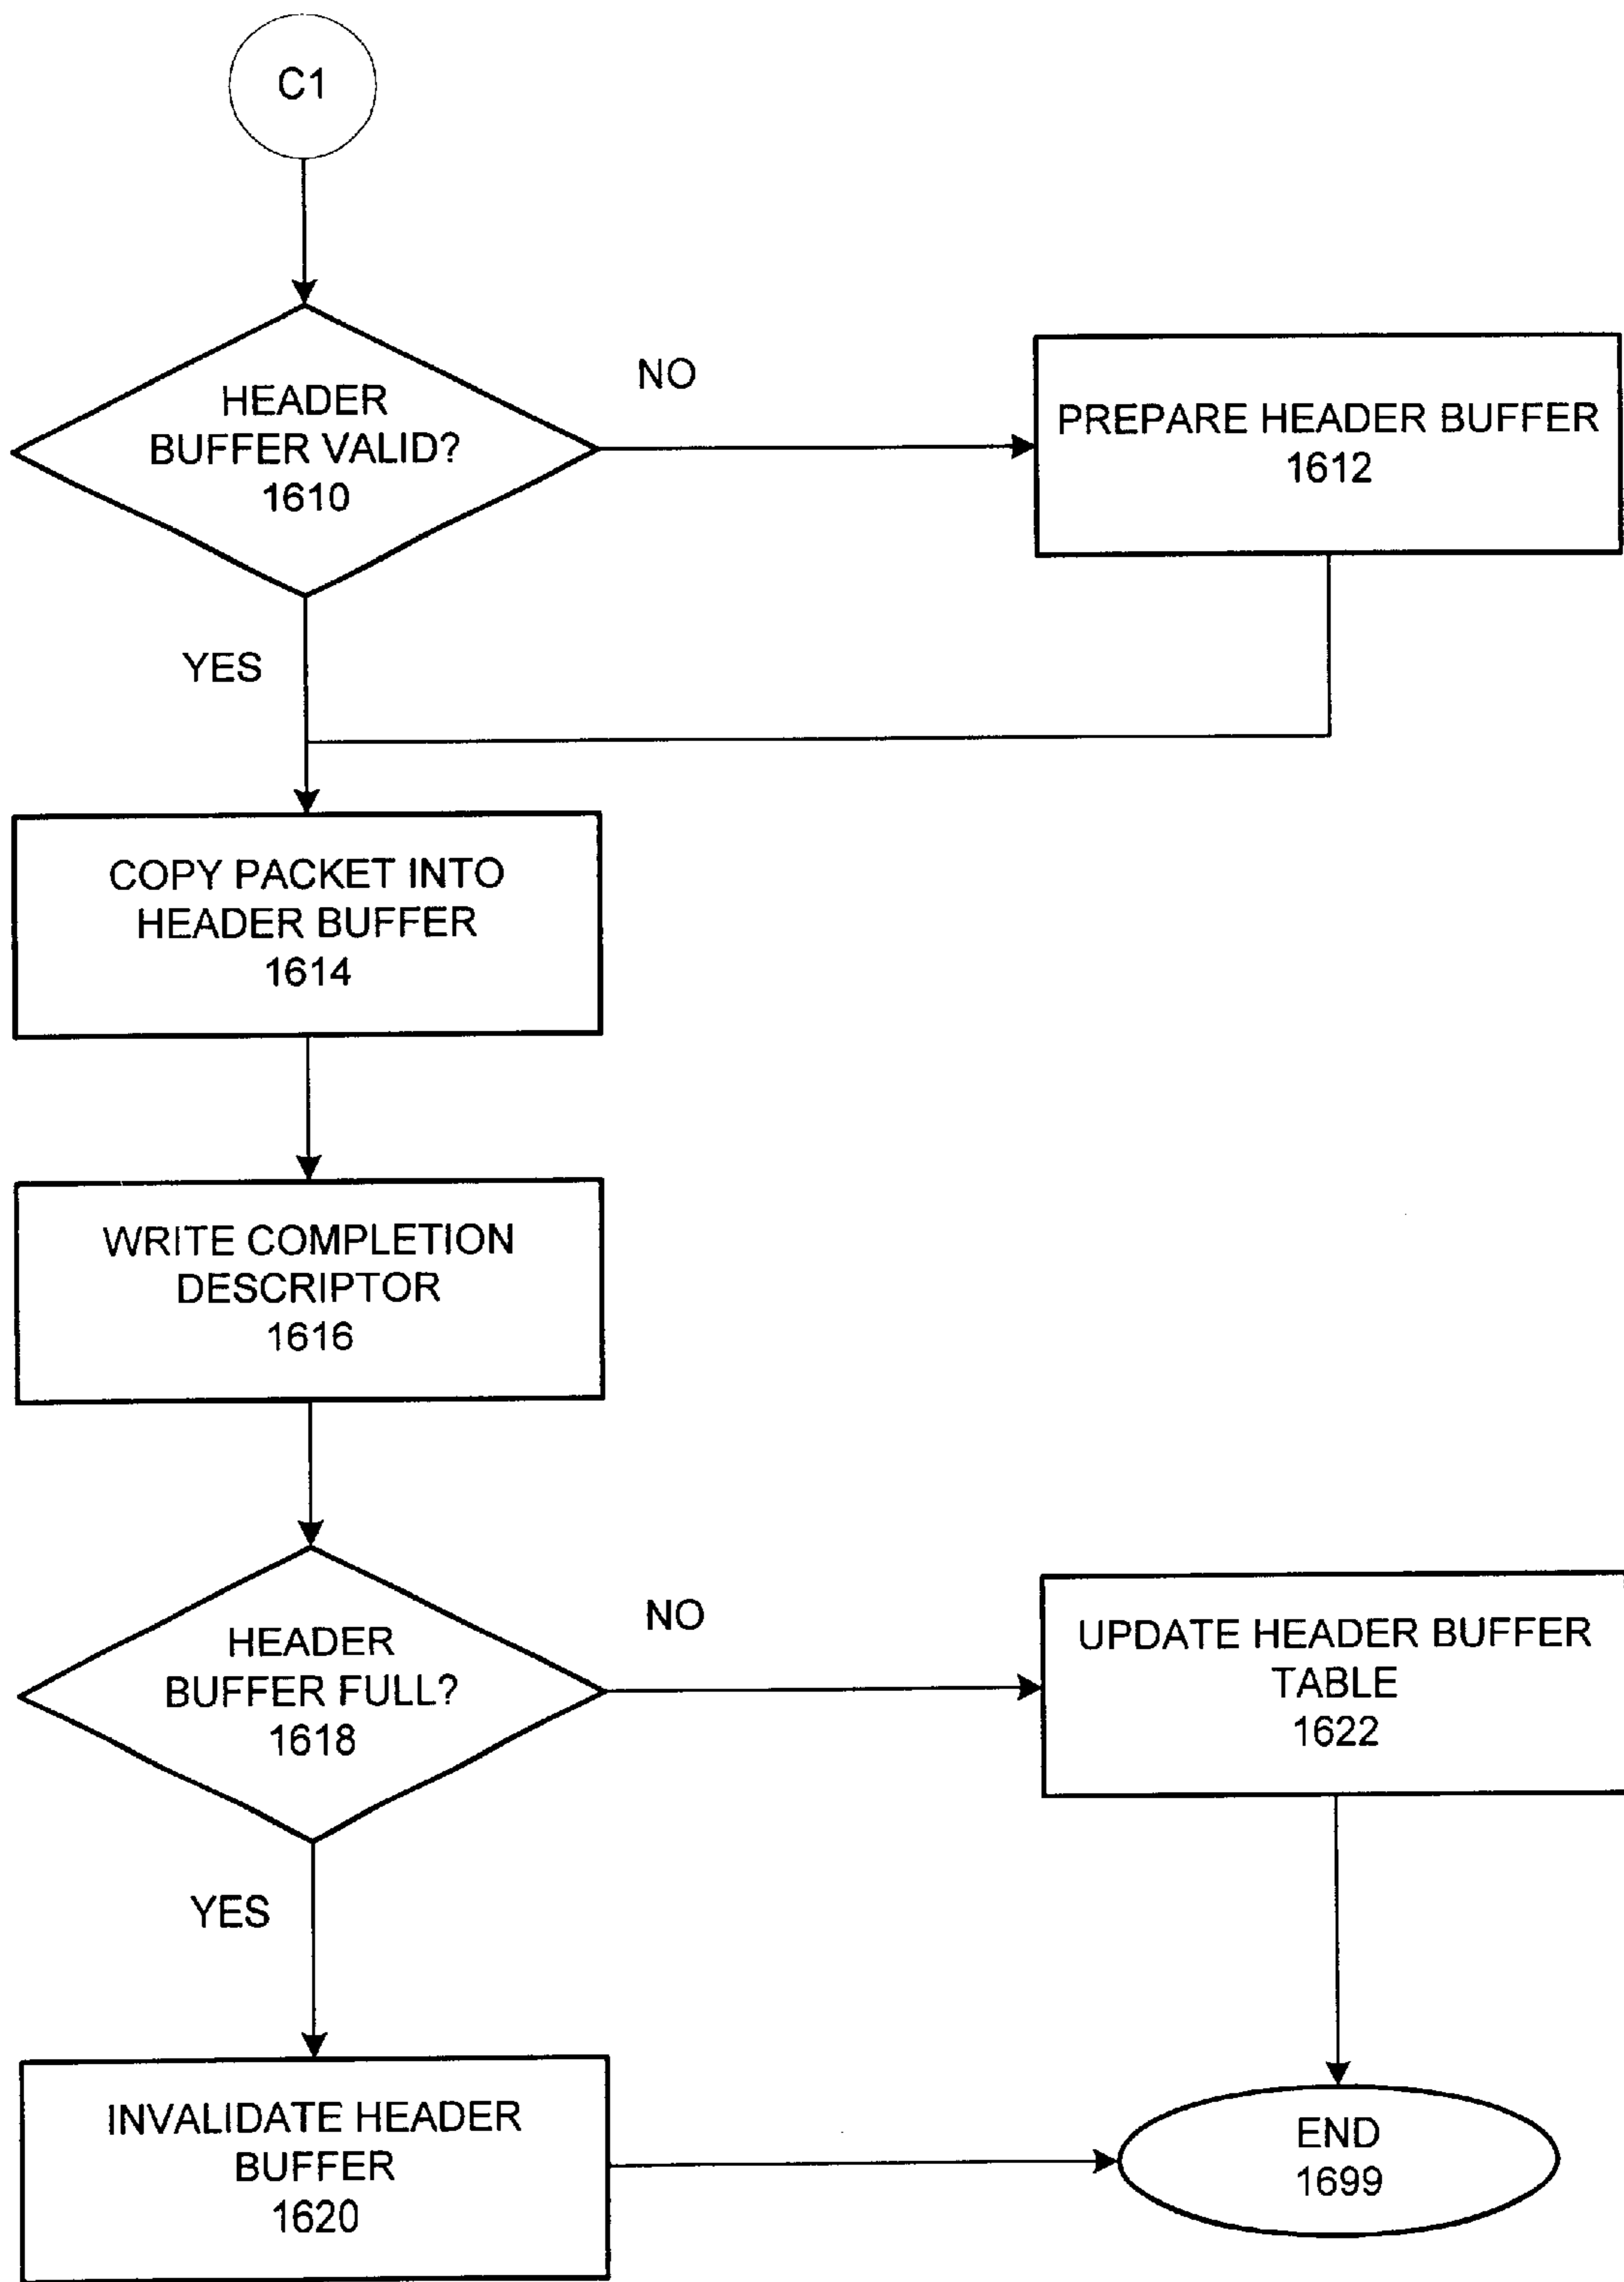 C1
HEADER
BUFFER VALID?
1610
NO
PREPARE HEADER BUFFER
1612
YES
COPY PACKET INTO
HEADER BUFFER
1614
WRITE COMPLETION
DESCRIPTOR
1616
HEADER
BUFFER FULL?
1618
NO
UPDATE HEADER BUFFER
TABLE
1622
YES
INVALIDATE HEADER
BUFFER
1620
END
1699